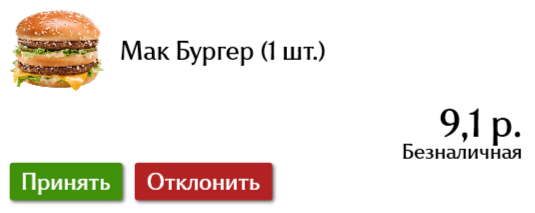 Мак Бургер (1 шт.)
9,1 р.
Безналичная
Принять
Отклонить